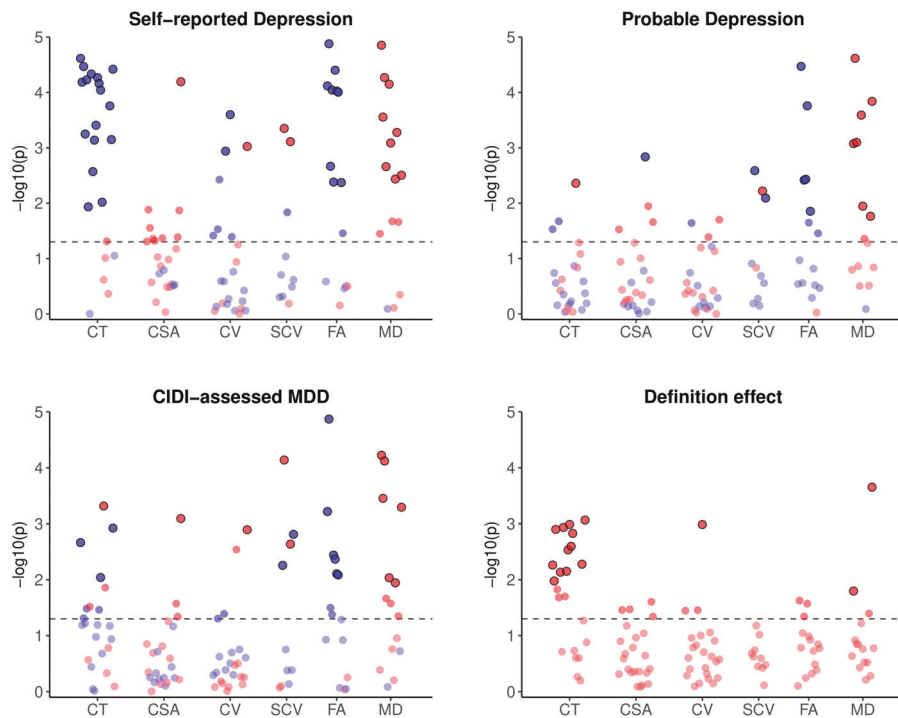 Self-reported Depression
−log10(p)
5
4
3
2
1
0
CT CSA CV SCV FA MD
Probable Depression
−log10(p)
5
4
3
2
1
0
CT CSA CV SCV FA MD
CIDI-assessed MDD
−log10(p)
5
4
3
2
1
0
CT CSA CV SCV FA MD
Definition effect
−log10(p)
5
4
3
2
1
0
CT CSA CV SCV FA MD